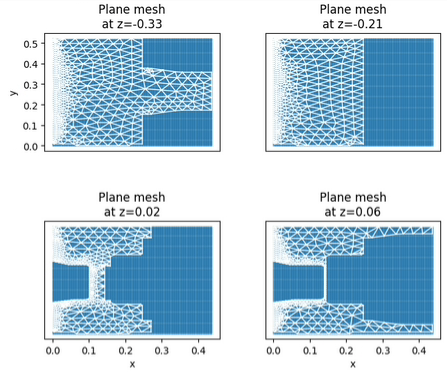 Plane mesh
at z=-0.33
Plane mesh
at z=-0.21
0.5
0.4
0.3
0.2
0.1
0.0
y
Plane mesh
at z=0.02
Plane mesh
at z=0.06
0.0 0.1 0.2 0.3 0.4
x
0.0 0.1 0.2 0.3 0.4
x